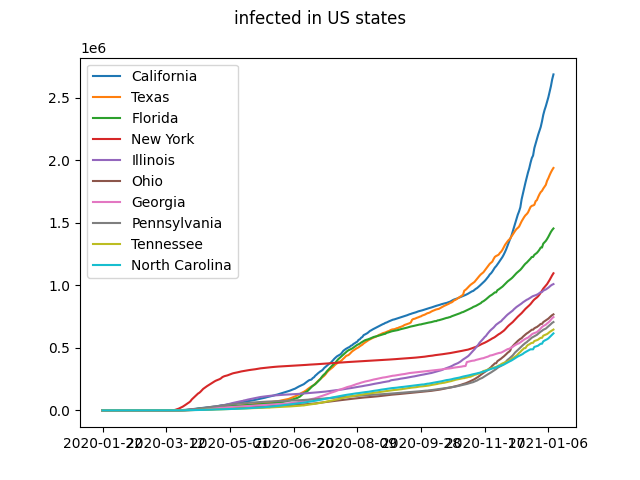 infected in US states
1e6
2.5
2.0
1.5
1.0
0.5
0.0
California
Texas
Florida
New York
Illinois
Ohio
Georgia
Pennsylvania
Tennessee
North Carolina
2020-01-22 2020-03-12 2020-05-01 2020-06-20 2020-08-09 2020-09-28 2020-11-17 2021-01-06